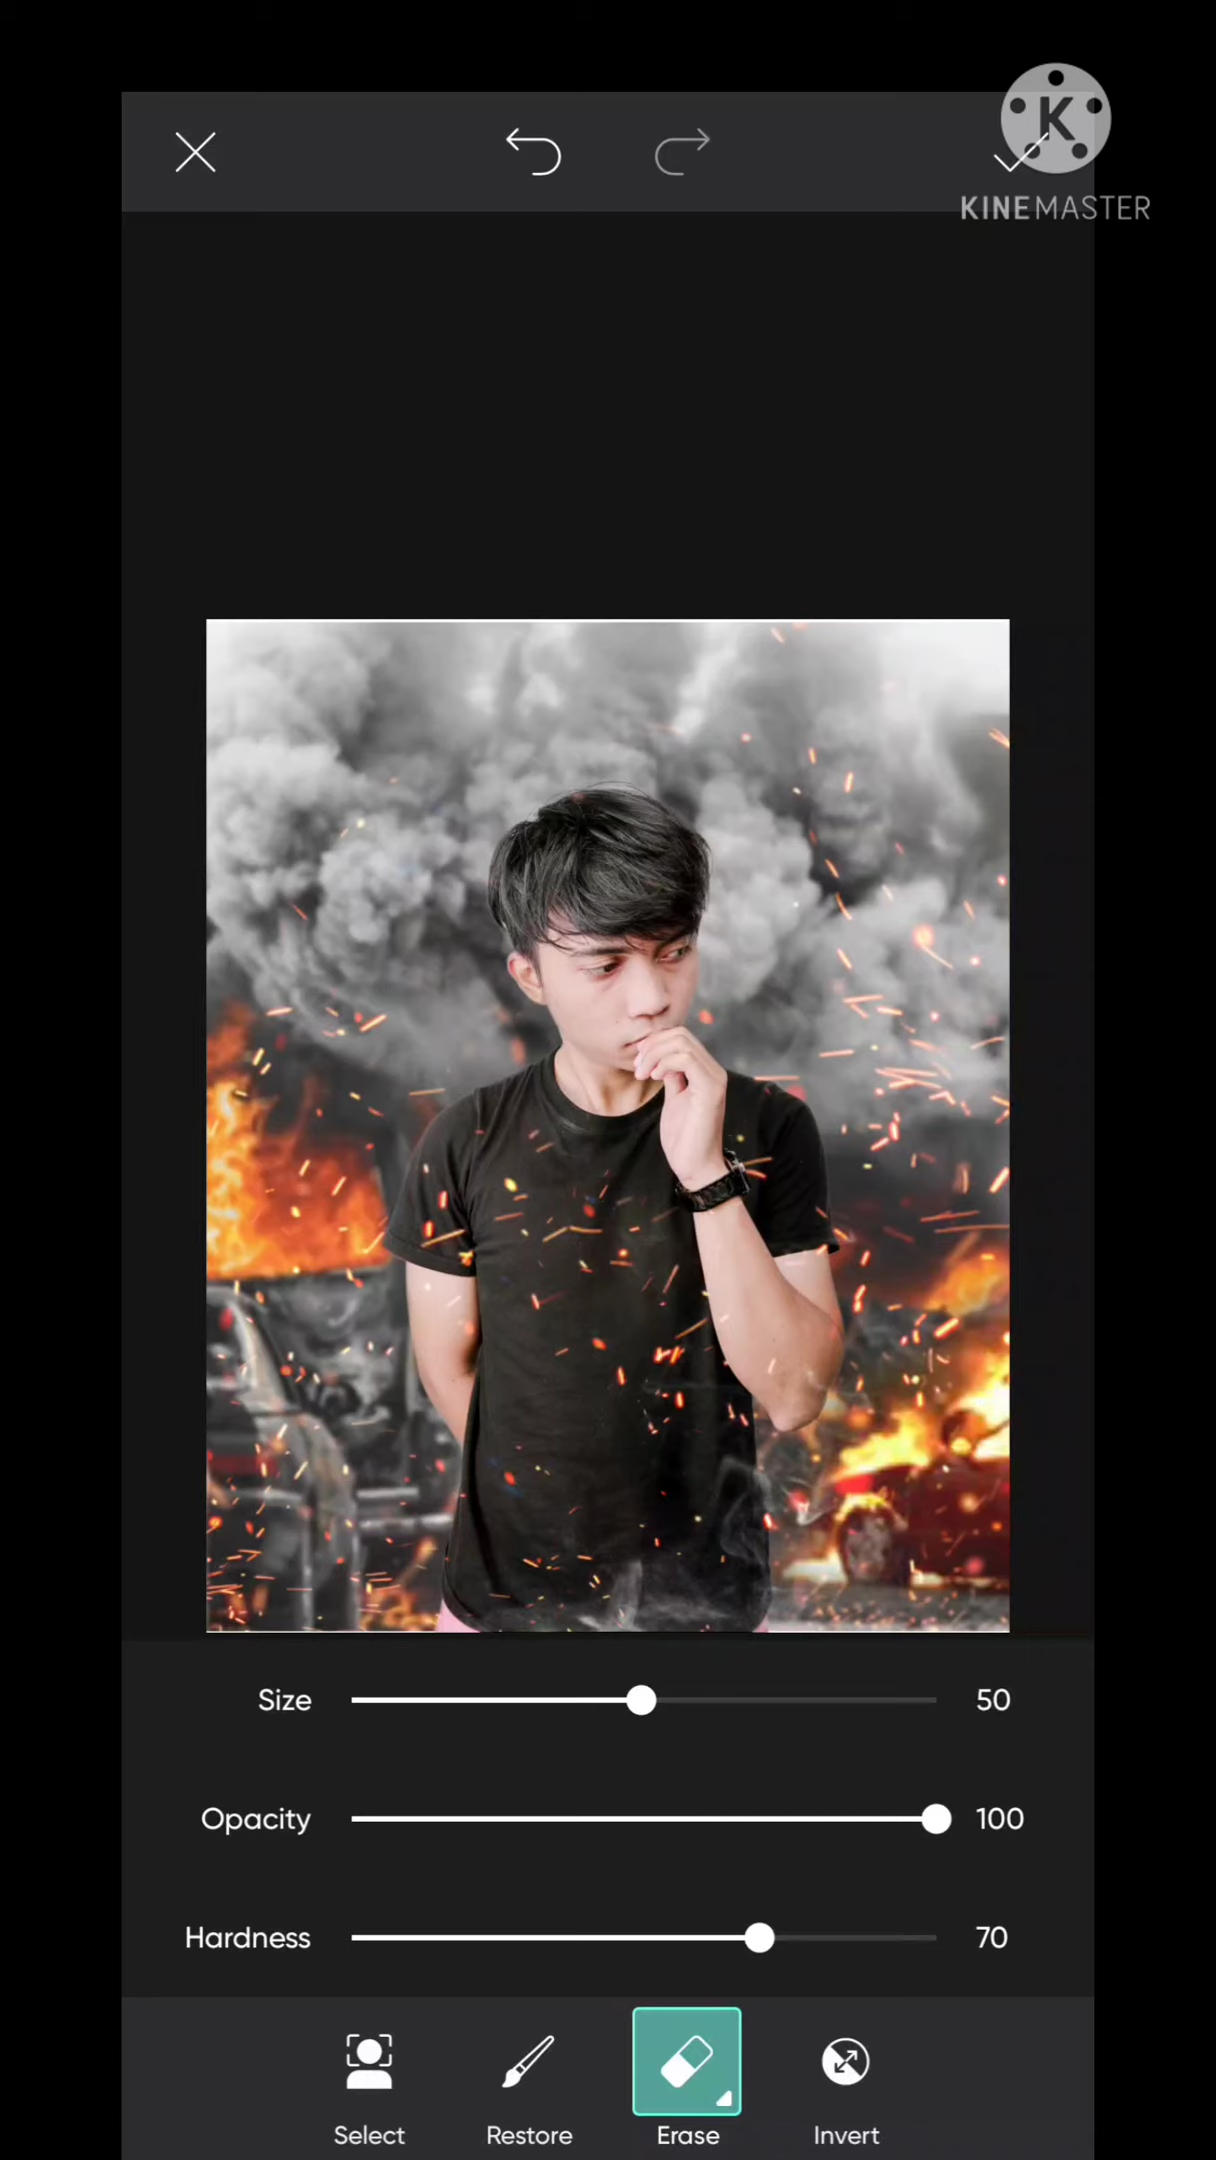 K
KINEMASTER
Size 50
Opacity 100
Hardness 70
Select Restore Erase Invert